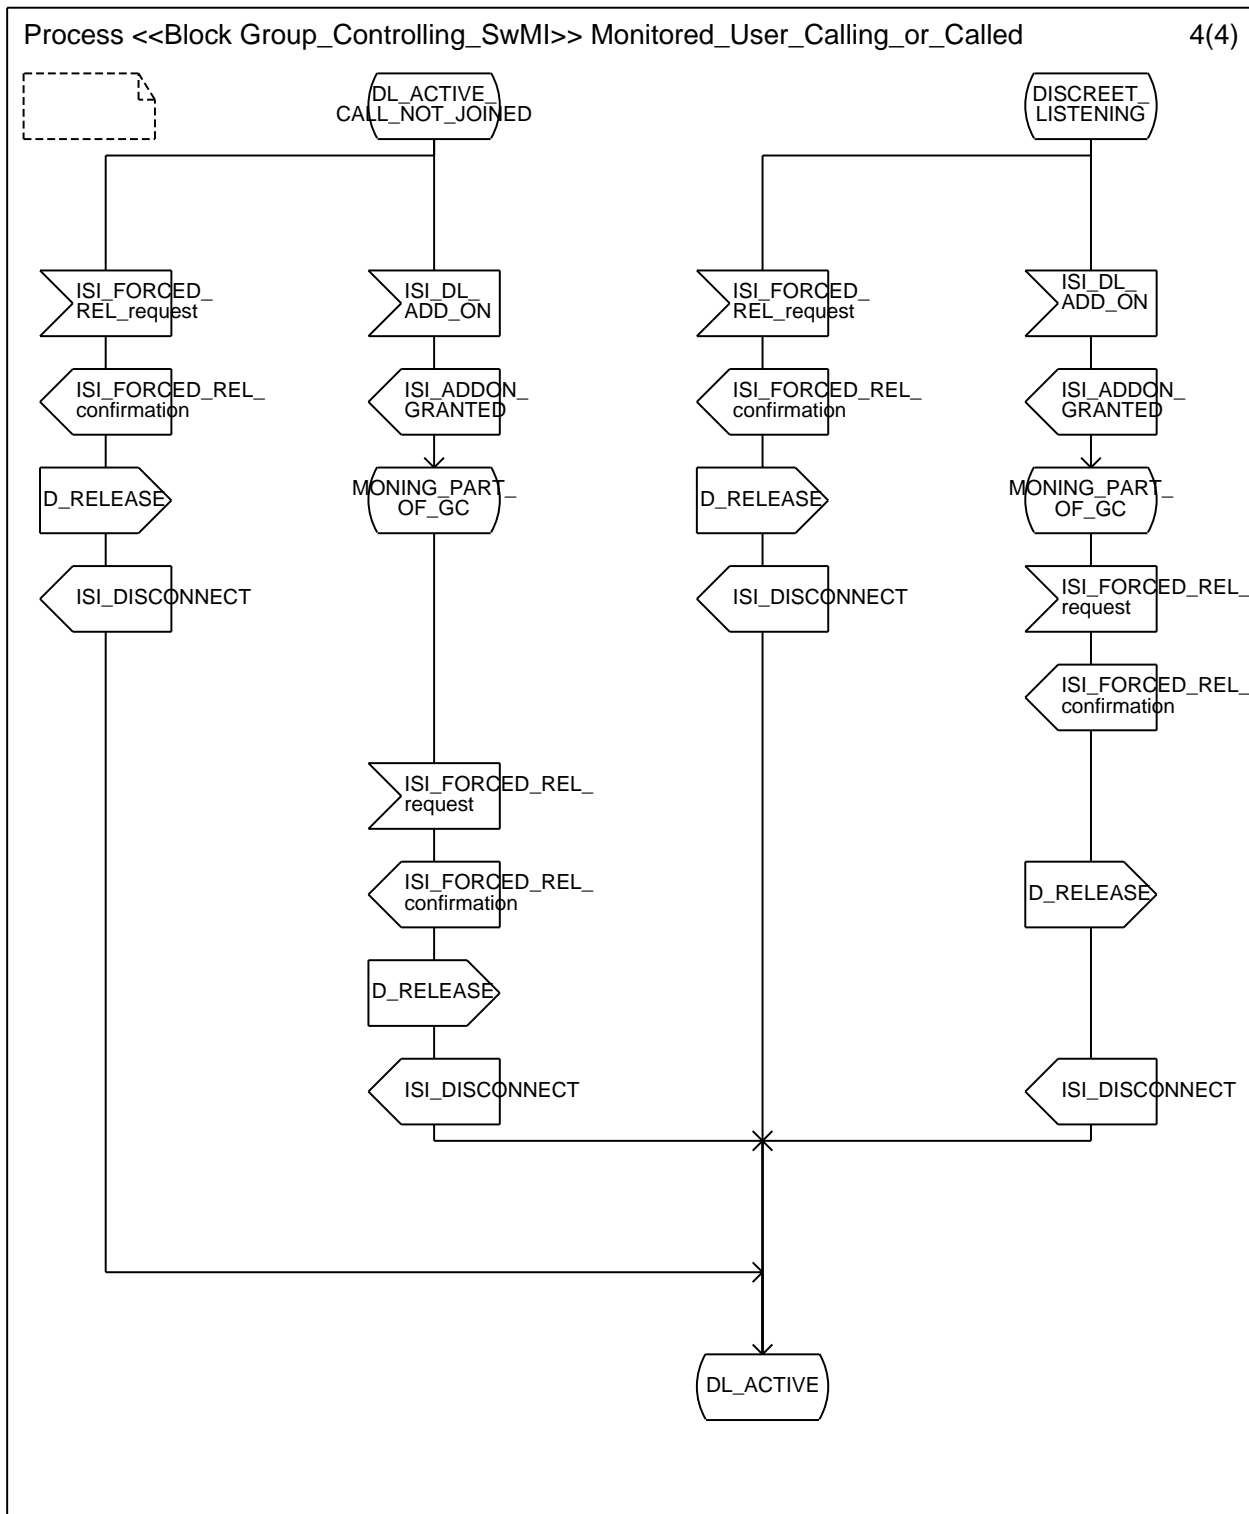 Process <<Block Group_Controlling_SwMI>> Monitored_User_Calling_or_Called 4(4)
DL_ACTIVE_
CALL_NOT_JOINED
DISCREET_
LISTENING
ISI_FORCED_
REL_request
ISI_DL_
ADD_ON
ISI_FORCED_
REL_request
ISI_DL_
ADD_ON
ISI_FORCED_REL_
confirmation
ISI_ADDON_
GRANTED
ISI_FORCED_REL_
confirmation
ISI_ADDON_
GRANTED
D_RELEASE
MONING_PART_
OF_GC
D_RELEASE
MONING_PART_
OF_GC
ISI_DISCONNECT
ISI_DISCONNECT
ISI_FORCED_REL_
request
ISI_FORCED_REL_
confirmation
ISI_FORCED_REL_
request
ISI_FORCED_REL_
confirmation
D_RELEASE
D_RELEASE
ISI_DISCONNECT
ISI_DISCONNECT
DL_ACTIVE